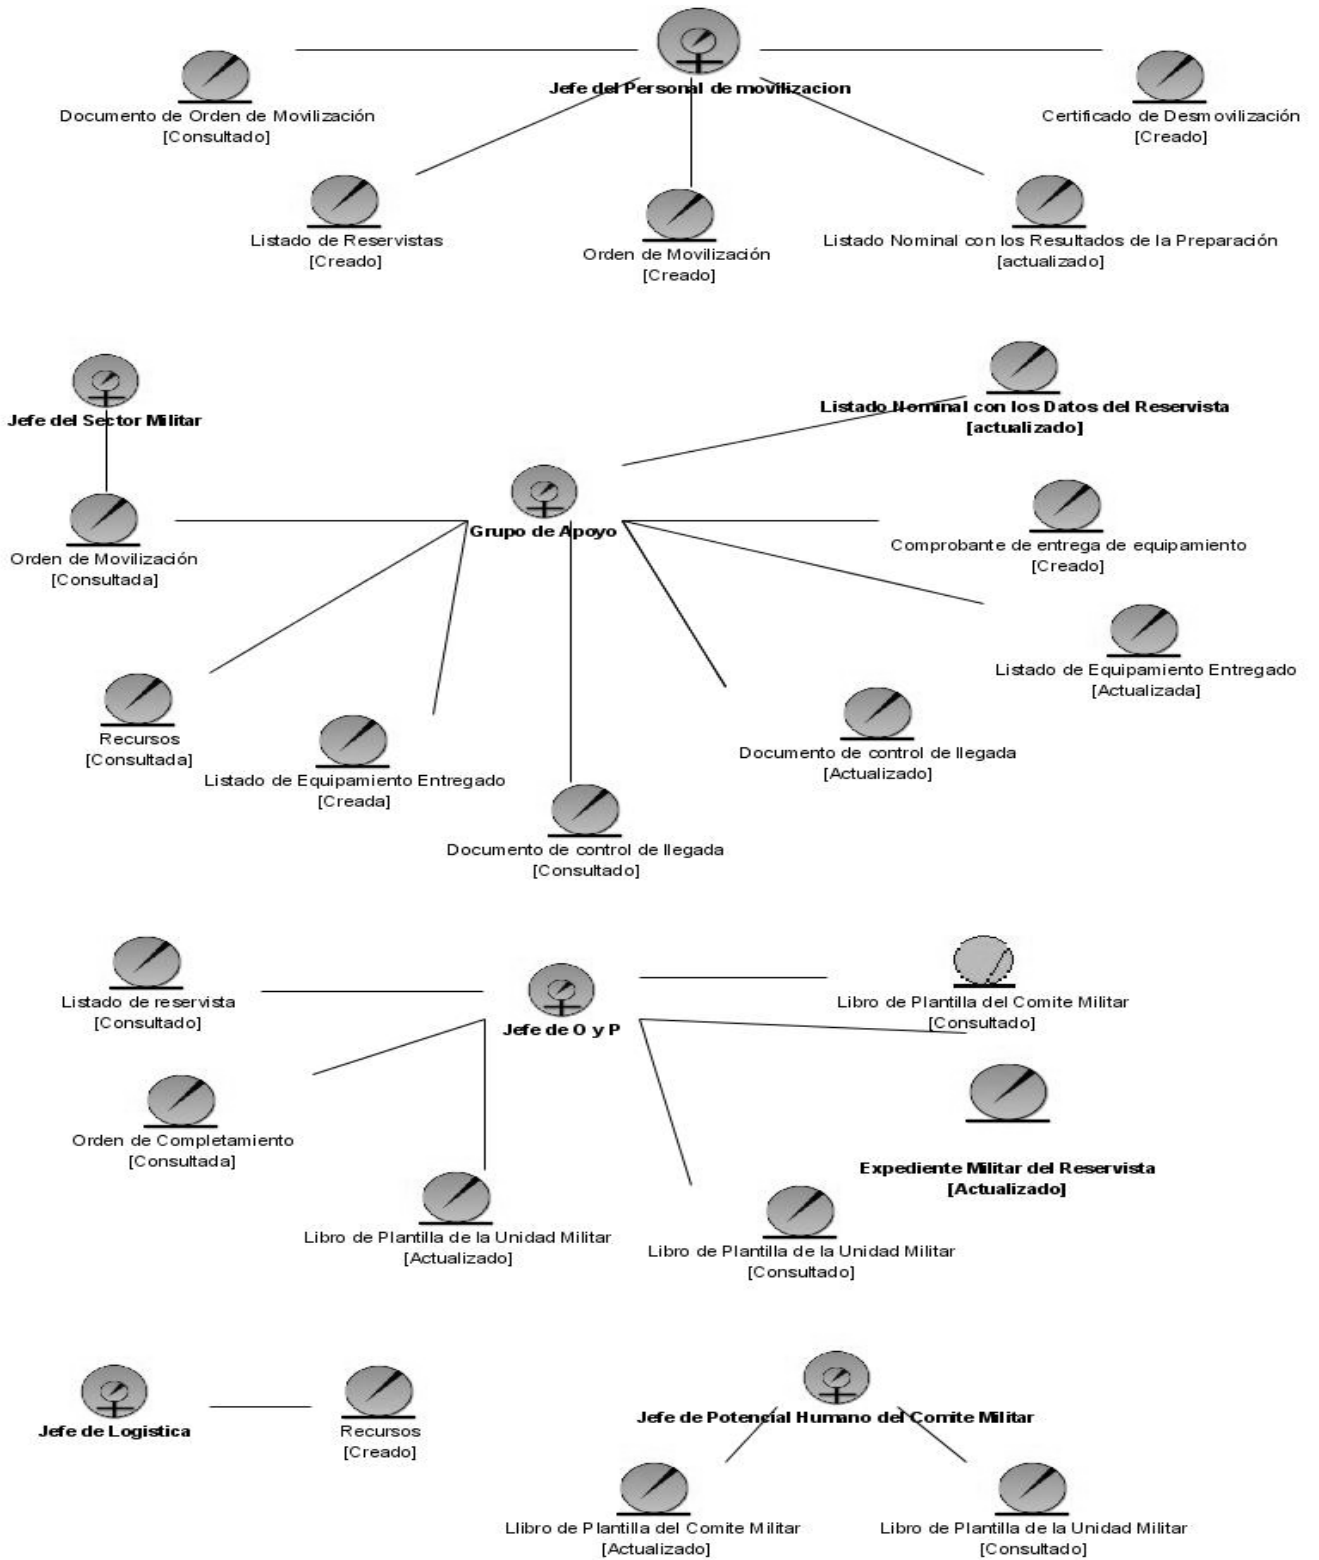 Jefe del Personal de movilizacion
Documento de Orden de Movilización
[Consultado]
Certificado de Desmovilización
[Creado]
Listado de Reservistas
[Creado]
Orden de Movilización
[Creado]
Listado Nominal con los Resultados de la Preparación
[actualizado]
Jefe del Sector Militar
Listado Nominal con los Datos del Reservista
[actualizado]
Grupo de Apoyo
Orden de Movilización
[Consultada]
Comprobante de entrega de equipamiento
[Creado]
Listado de Equipamiento Entregado
[Actualizada]
Recursos
[Consultada]
Listado de Equipamiento Entregado
[Creada]
Documento de control de llegada
[Actualizado]
Documento de control de llegada
[Consultado]
Listado de reservista
[Consultado]
Jefe de O y P
Libro de Plantilla del Comite Militar
[Consultado]
Orden de Completamiento
[Consultada]
Expediente Militar del Reservista
[Actualizado]
Libro de Plantilla de la Unidad Militar
[Actualizado]
Libro de Plantilla de la Unidad Militar
[Consultado]
Jefe de Logistica
Recursos
[Creado]
Jefe de Potencial Humano del Comite Militar
Llibro de Plantilla del Comite Militar
[Actualizado]
Libro de Plantilla de la Unidad Militar
[Consultado]